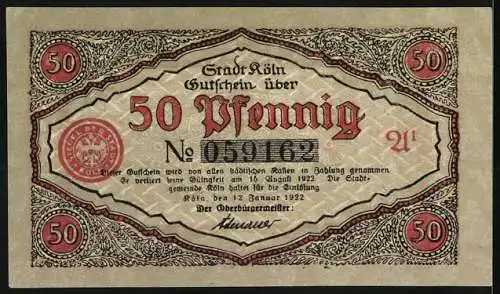 50 50
Stadt Köln
Gutschein über
50 Pfennig
No 059162
A1
Dieser Gutschein wird von allen städtischen Kassen in Zahlung genommen.
Er verliert seine Gültigkeit am 15 August 1922. Die Stadt-
gemeinde Köln haftet für die Einlösung
Köln, den 12 Januar 1922
Der Oberbürgermeister:
Adenauer
50 50